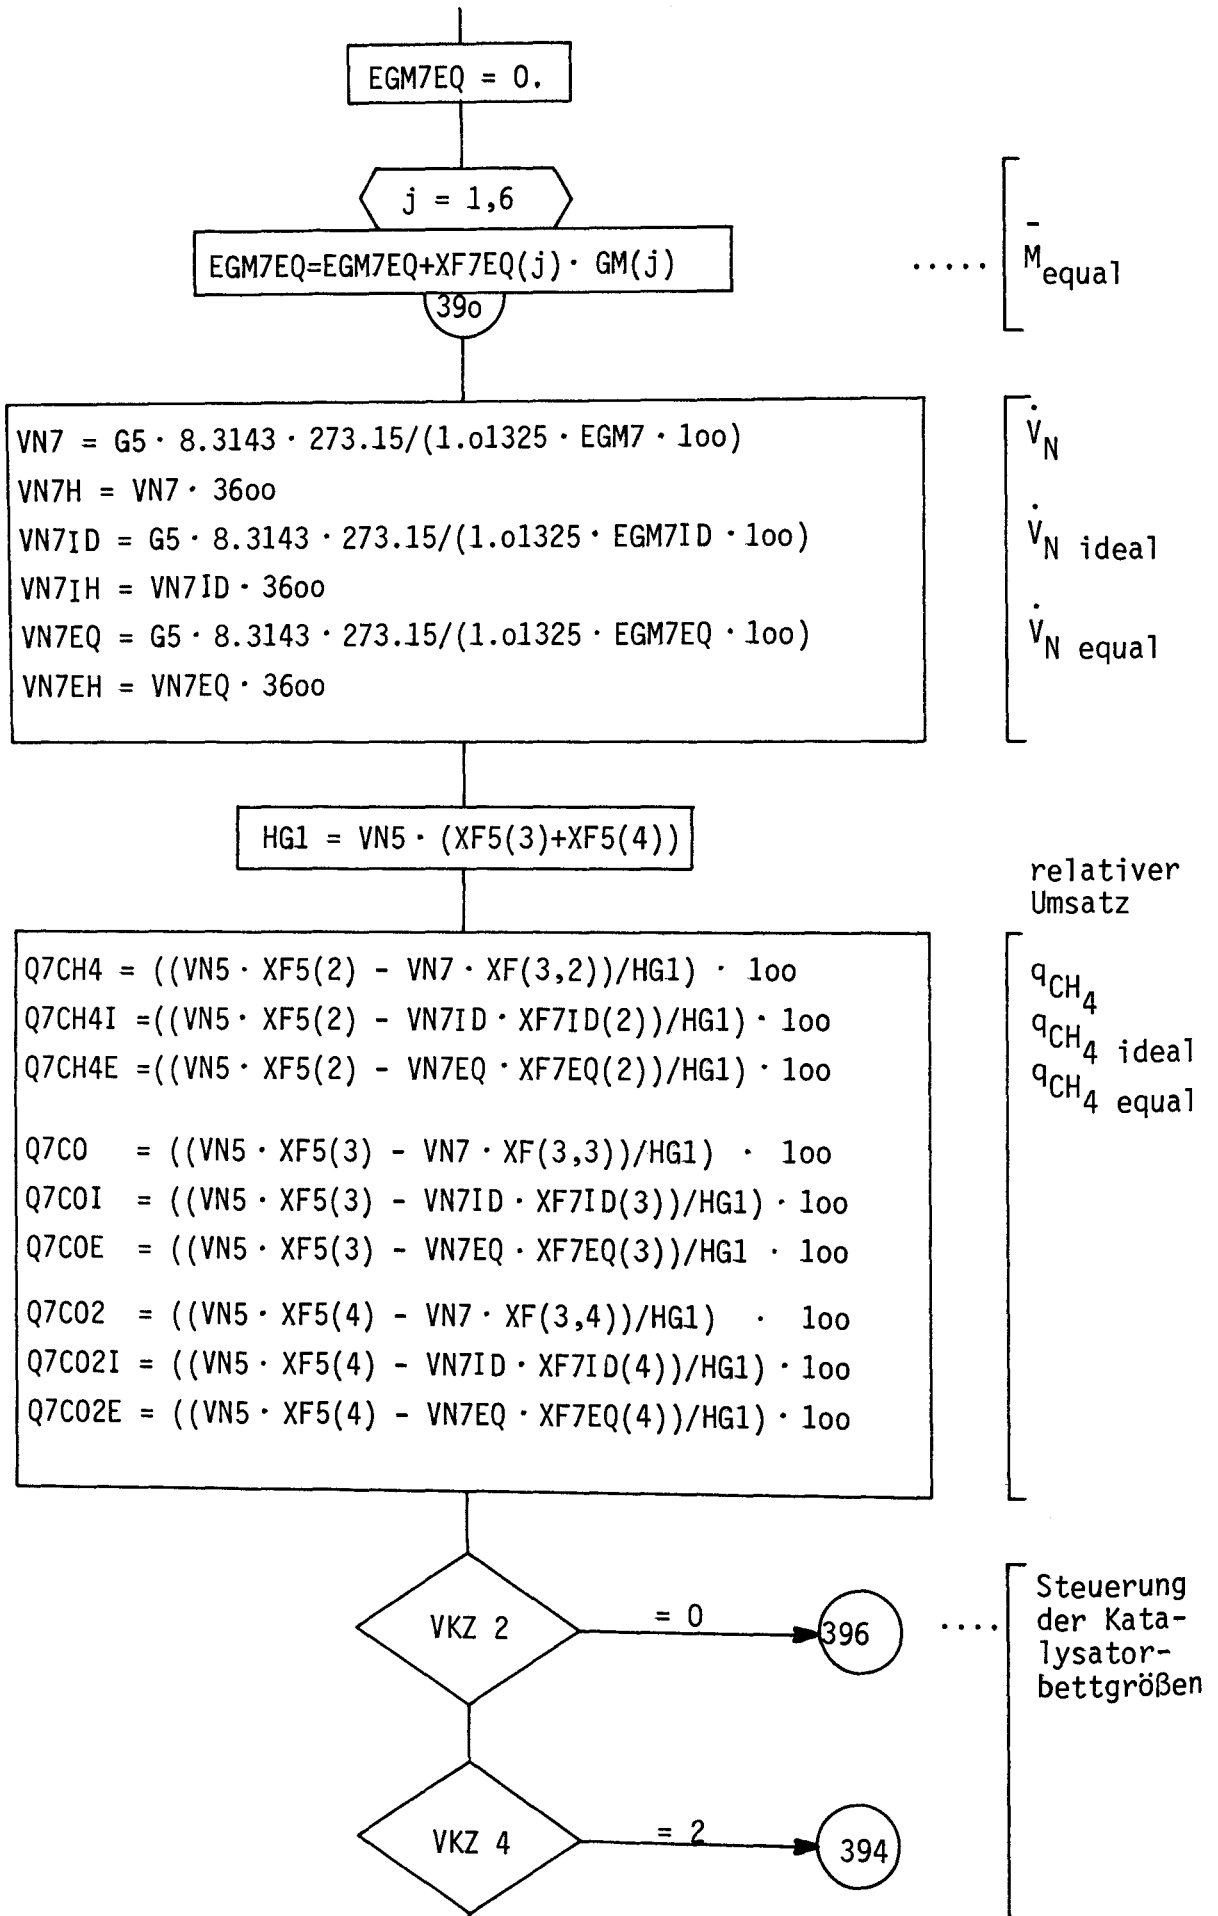 EGM7EQ = 0.
j = 1,6
EGM7EQ=EGM7EQ+XF7EQ(j)· GM(j)
..... M̄equal
39o
VN7 = G5 · 8.3143 · 273.15/(1.o1325 · EGM7 · 1oo)
VN7H = VN7 · 36oo
VN7ID = G5 · 8.3143 · 273.15/(1.o1325 · EGM7ID · 1oo)
VN7IH = VN7ID · 36oo
VN7EQ = G5 · 8.3143 · 273.15/(1.o1325 · EGM7EQ · 1oo)
VN7EH = VN7EQ · 36oo
V̇N
V̇N ideal
V̇N equal
HG1 = VN5 · (XF5(3)+XF5(4))
relativer
Umsatz
Q7CH4 = ((VN5 · XF5(2) - VN7 · XF(3,2))/HG1) · 1oo
Q7CH4I =((VN5 · XF5(2) - VN7ID · XF7ID(2))/HG1) · 1oo
Q7CH4E =((VN5 · XF5(2) - VN7EQ · XF7EQ(2))/HG1) · 1oo
Q7CO = ((VN5 · XF5(3) - VN7 · XF(3,3))/HG1) · 1oo
Q7COI = ((VN5 · XF5(3) - VN7ID · XF7ID(3))/HG1) · 1oo
Q7COE = ((VN5 · XF5(3) - VN7EQ · XF7EQ(3))/HG1 · 1oo
Q7CO2 = ((VN5 · XF5(4) - VN7 · XF(3,4))/HG1) · 1oo
Q7CO2I = ((VN5 · XF5(4) - VN7ID · XF7ID(4))/HG1) · 1oo
Q7CO2E = ((VN5 · XF5(4) - VN7EQ · XF7EQ(4))/HG1) · 1oo
qCH4
qCH4 ideal
qCH4 equal
VKZ 2
= 0
396
....
Steuerung
der Kata-
lysator-
bettgrößen
VKZ 4
= 2
394